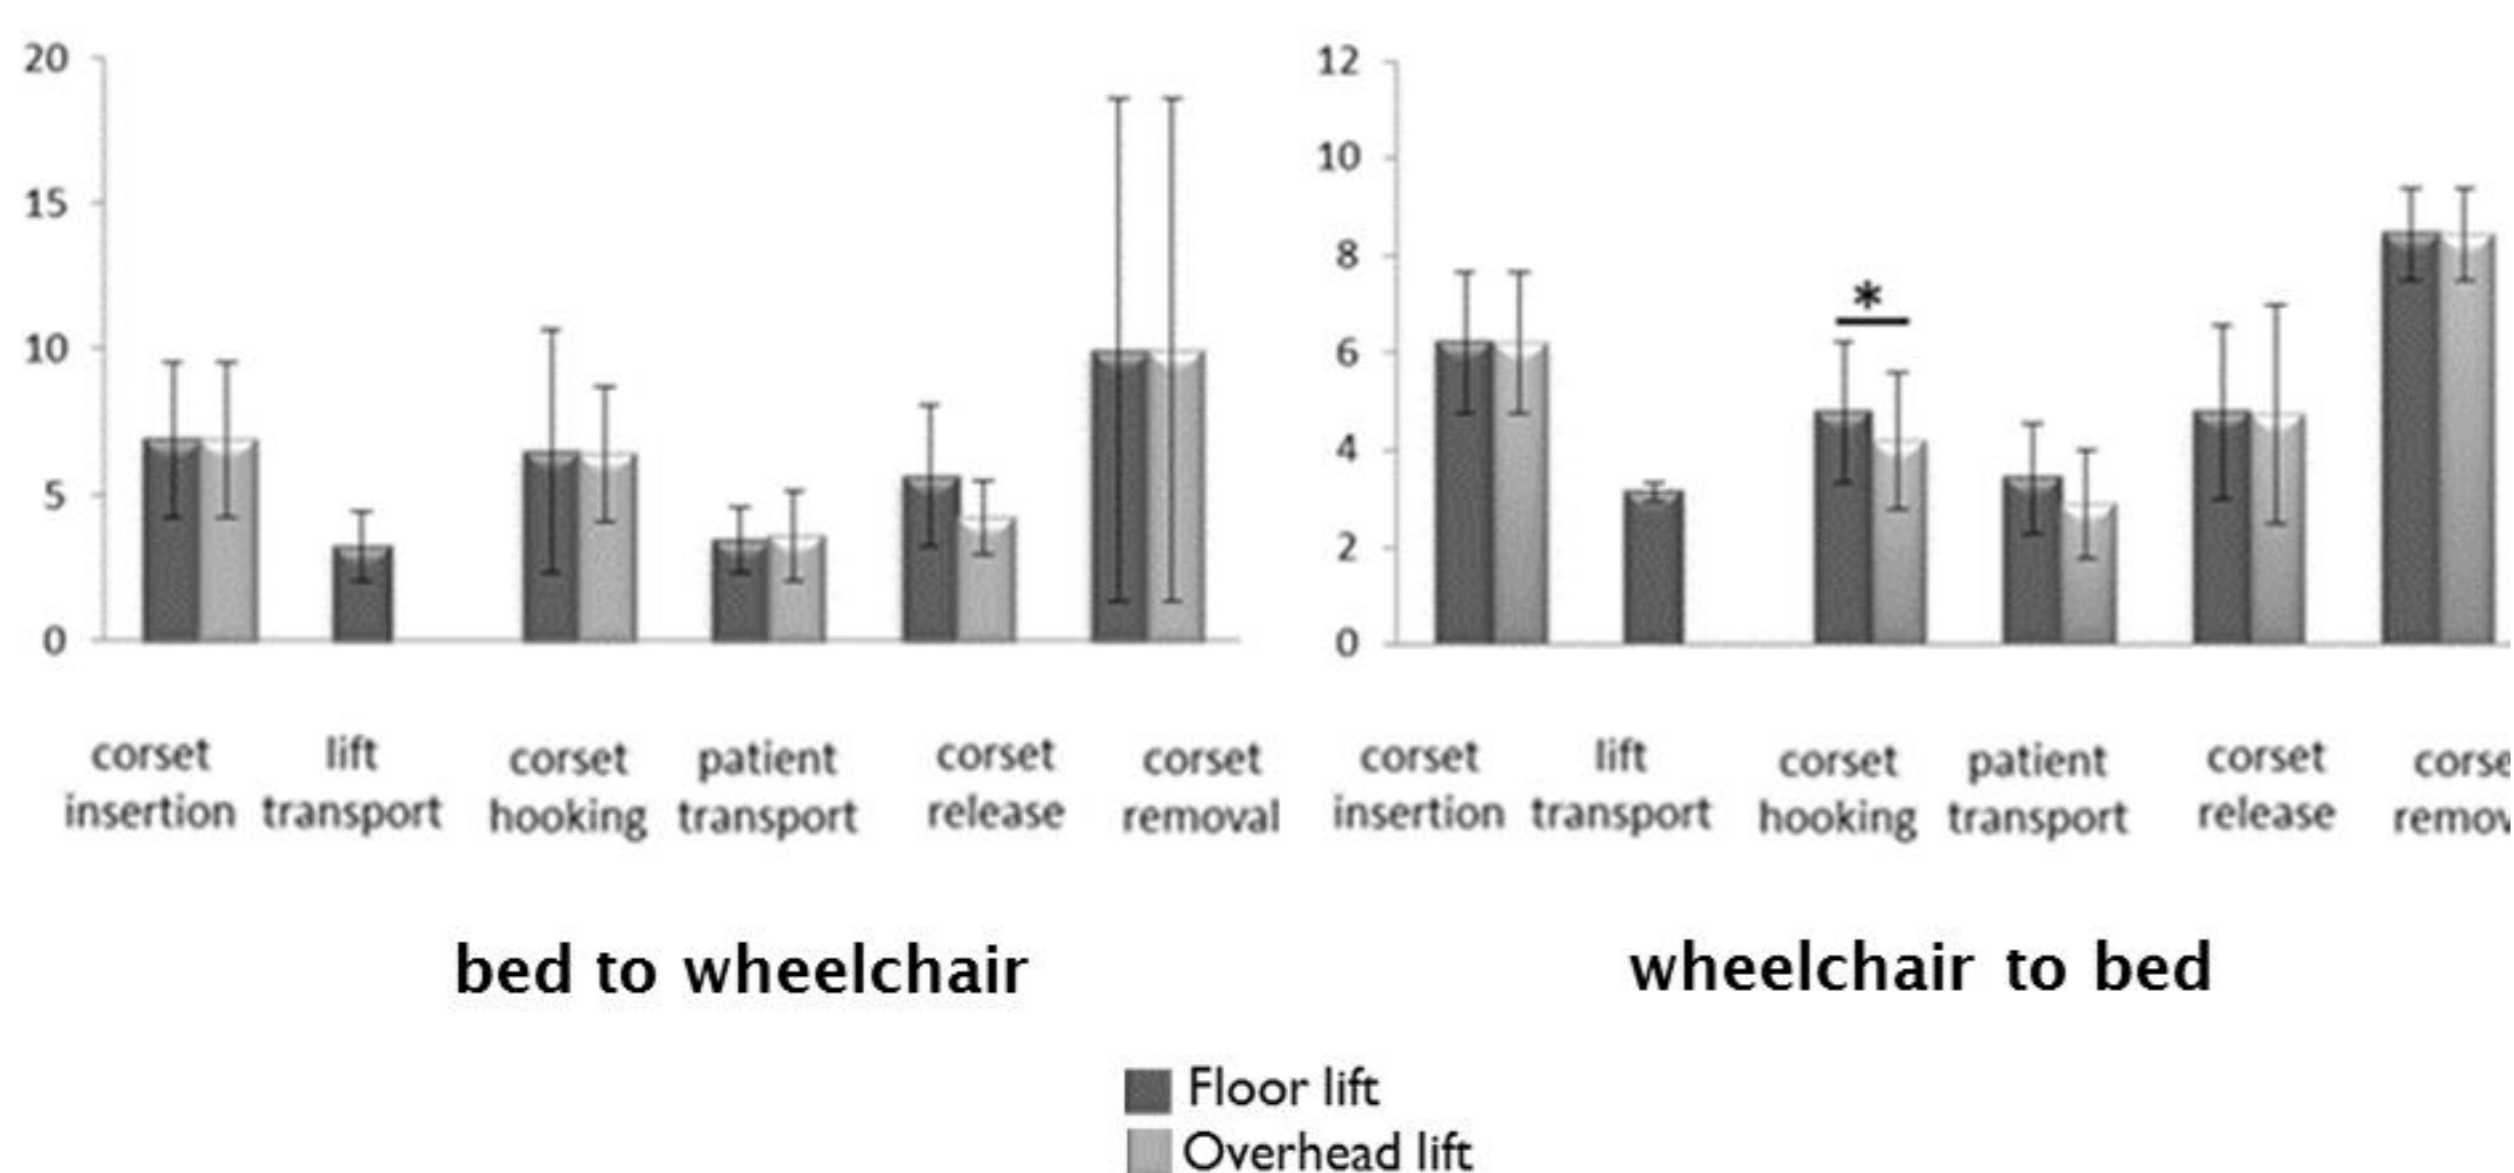 20
15
10
5
0
corset insertion
lift transport
corset hooking
patient transport
corset release
corset removal
bed to wheelchair
12
10
8
6
4
2
0
*
corset insertion
lift transport
corset hooking
patient transport
corset release
corse
remov
wheelchair to bed
Floor lift
Overhead lift